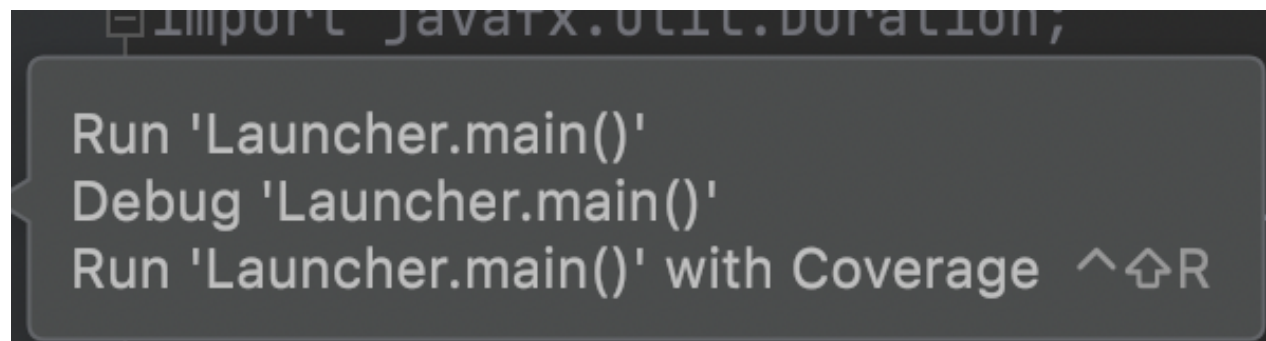 import javafx.util.Duration;
Run 'Launcher.main()'
Debug 'Launcher.main()'
Run 'Launcher.main()' with Coverage ^⇧R